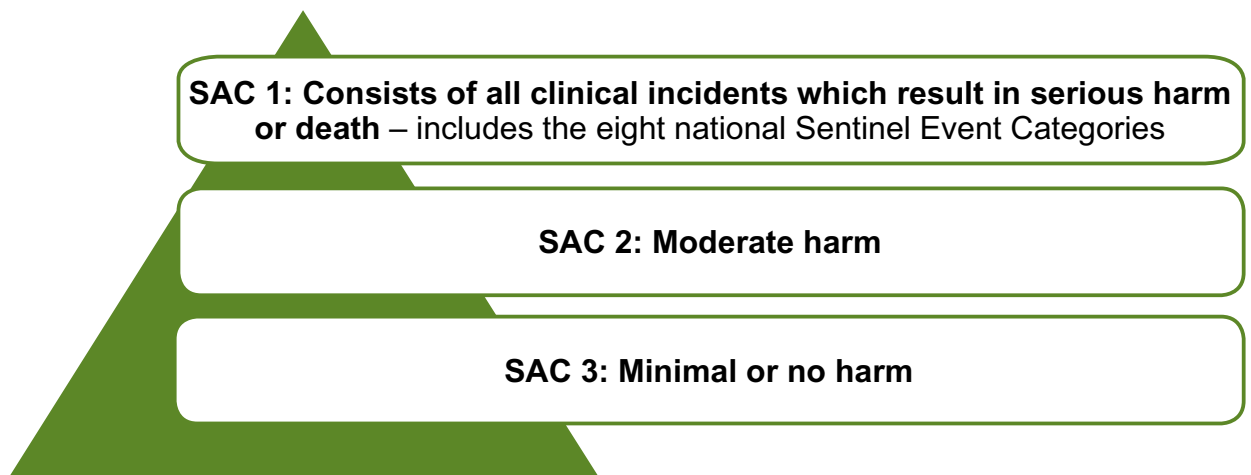 SAC 1: Consists of all clinical incidents which result in serious harm
or death – includes the eight national Sentinel Event Categories
SAC 2: Moderate harm
SAC 3: Minimal or no harm